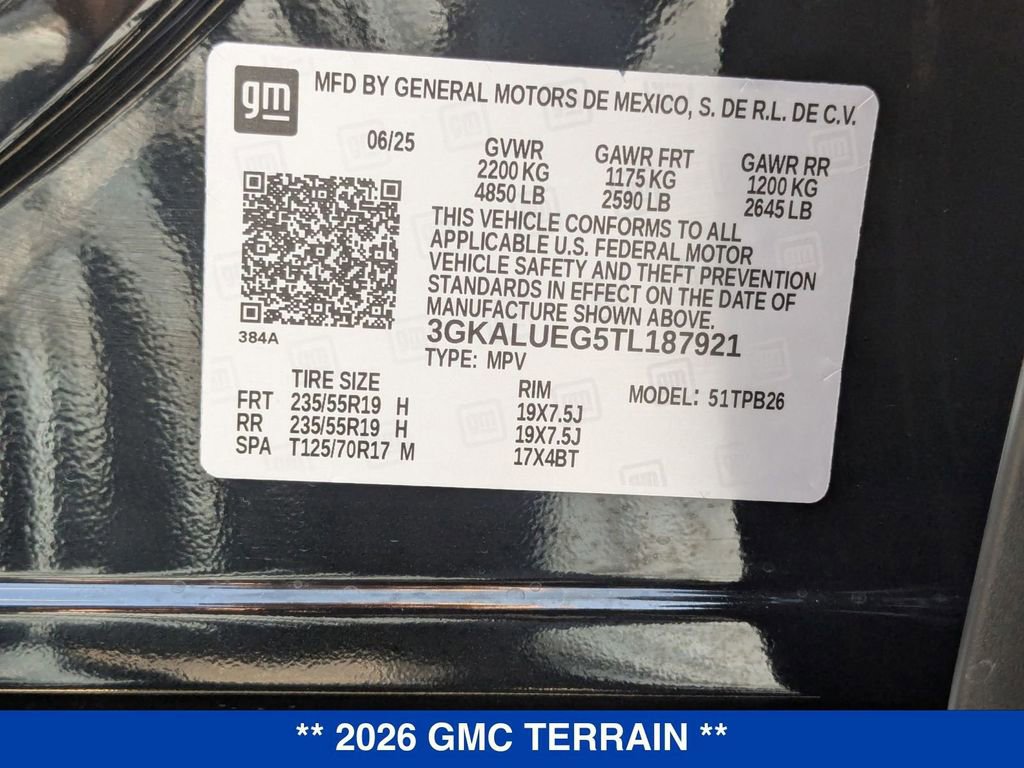 gm
MFD BY GENERAL MOTORS DE MEXICO, S. DE R.L. DE C.V.
06/25 GVWR GAWR FRT GAWR RR
2200 KG 1175 KG 1200 KG
4850 LB 2590 LB 2645 LB
THIS VEHICLE CONFORMS TO ALL
APPLICABLE U.S. FEDERAL MOTOR
VEHICLE SAFETY AND THEFT PREVENTION
STANDARDS IN EFFECT ON THE DATE OF
MANUFACTURE SHOWN ABOVE.
384A
3GKALUEG5TL187921
TYPE: MPV
TIRE SIZE RIM MODEL: 51TPB26
FRT 235/55R19 H 19X7.5J
RR 235/55R19 H 19X7.5J
SPA T125/70R17 M 17X4BT
** 2026 GMC TERRAIN **